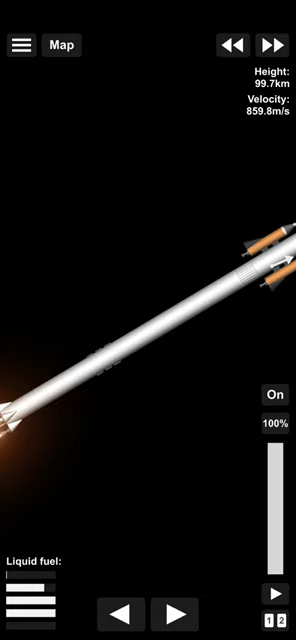 Map
Height:
99.7km
Velocity:
859.8m/s
On
100%
Liquid fuel:
1 2